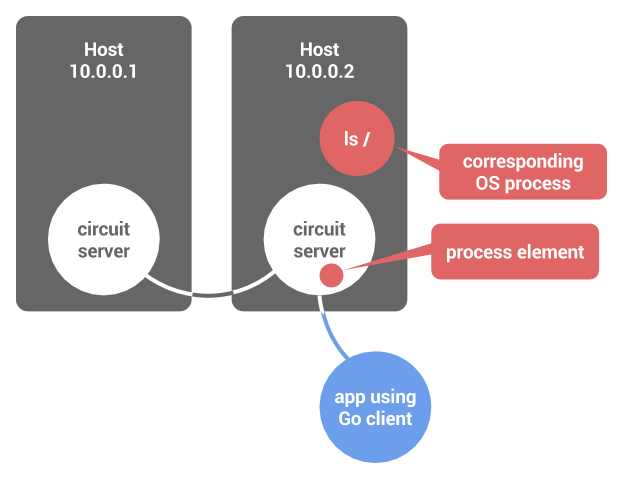 Host
10.0.0.1
Host
10.0.0.2
ls /
corresponding
OS process
circuit
server
circuit
server
process element
app using
Go client